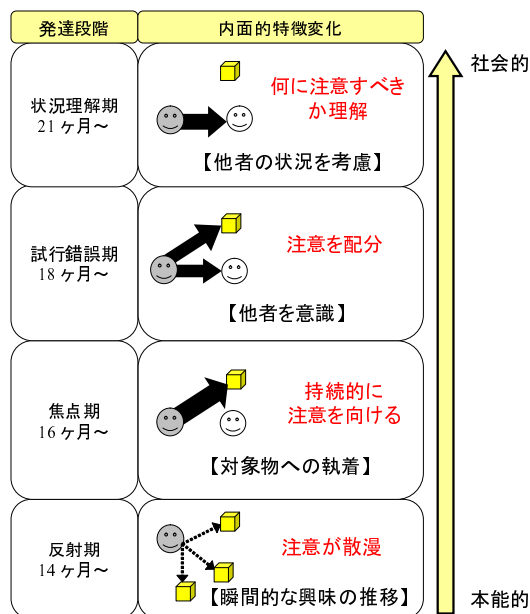 発達段階
内面的特徴変化
社会的
状況理解期
21ヶ月～
何に注意すべき
か理解
【他者の状況を考慮】
試行錯誤期
18ヶ月～
注意を配分
【他者を意識】
焦点期
16ヶ月～
持続的に
注意を向ける
【対象物への執着】
反射期
14ヶ月～
注意が散漫
【瞬間的な興味の推移】
本能的